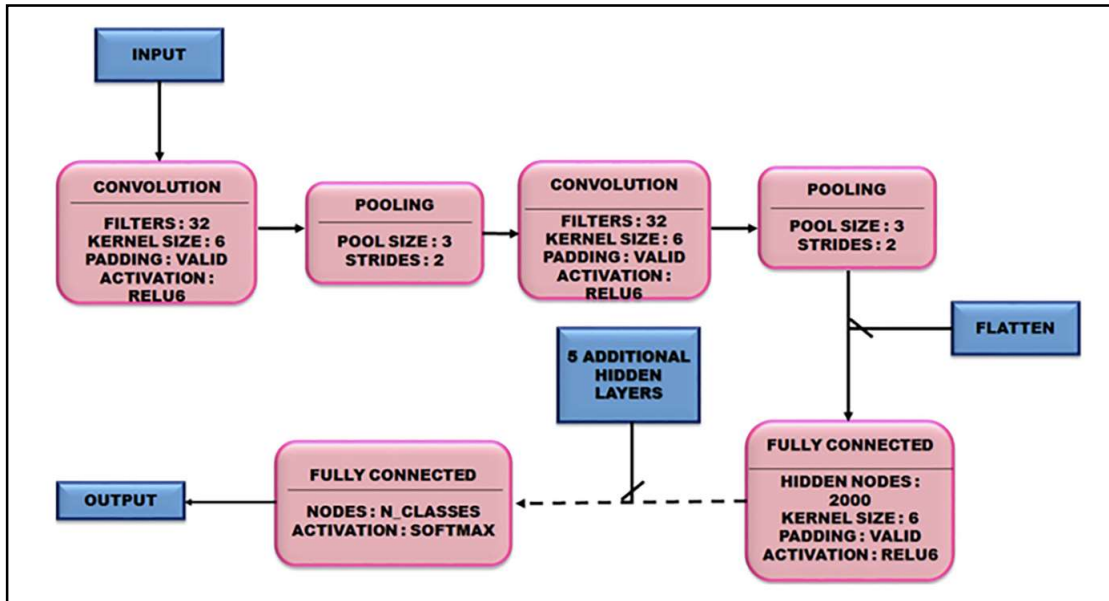 INPUT
CONVOLUTION
FILTERS : 32
KERNEL SIZE : 6
PADDING : VALID
ACTIVATION :
RELU6
POOLING
POOL SIZE : 3
STRIDES : 2
CONVOLUTION
FILTERS : 32
KERNEL SIZE : 6
PADDING : VALID
ACTIVATION :
RELU6
POOLING
POOL SIZE : 3
STRIDES : 2
FLATTEN
FULLY CONNECTED
HIDDEN NODES :
2000
KERNEL SIZE : 6
PADDING : VALID
ACTIVATION : RELU6
5 ADDITIONAL
HIDDEN
LAYERS
FULLY CONNECTED
NODES : N_CLASSES
ACTIVATION : SOFTMAX
OUTPUT